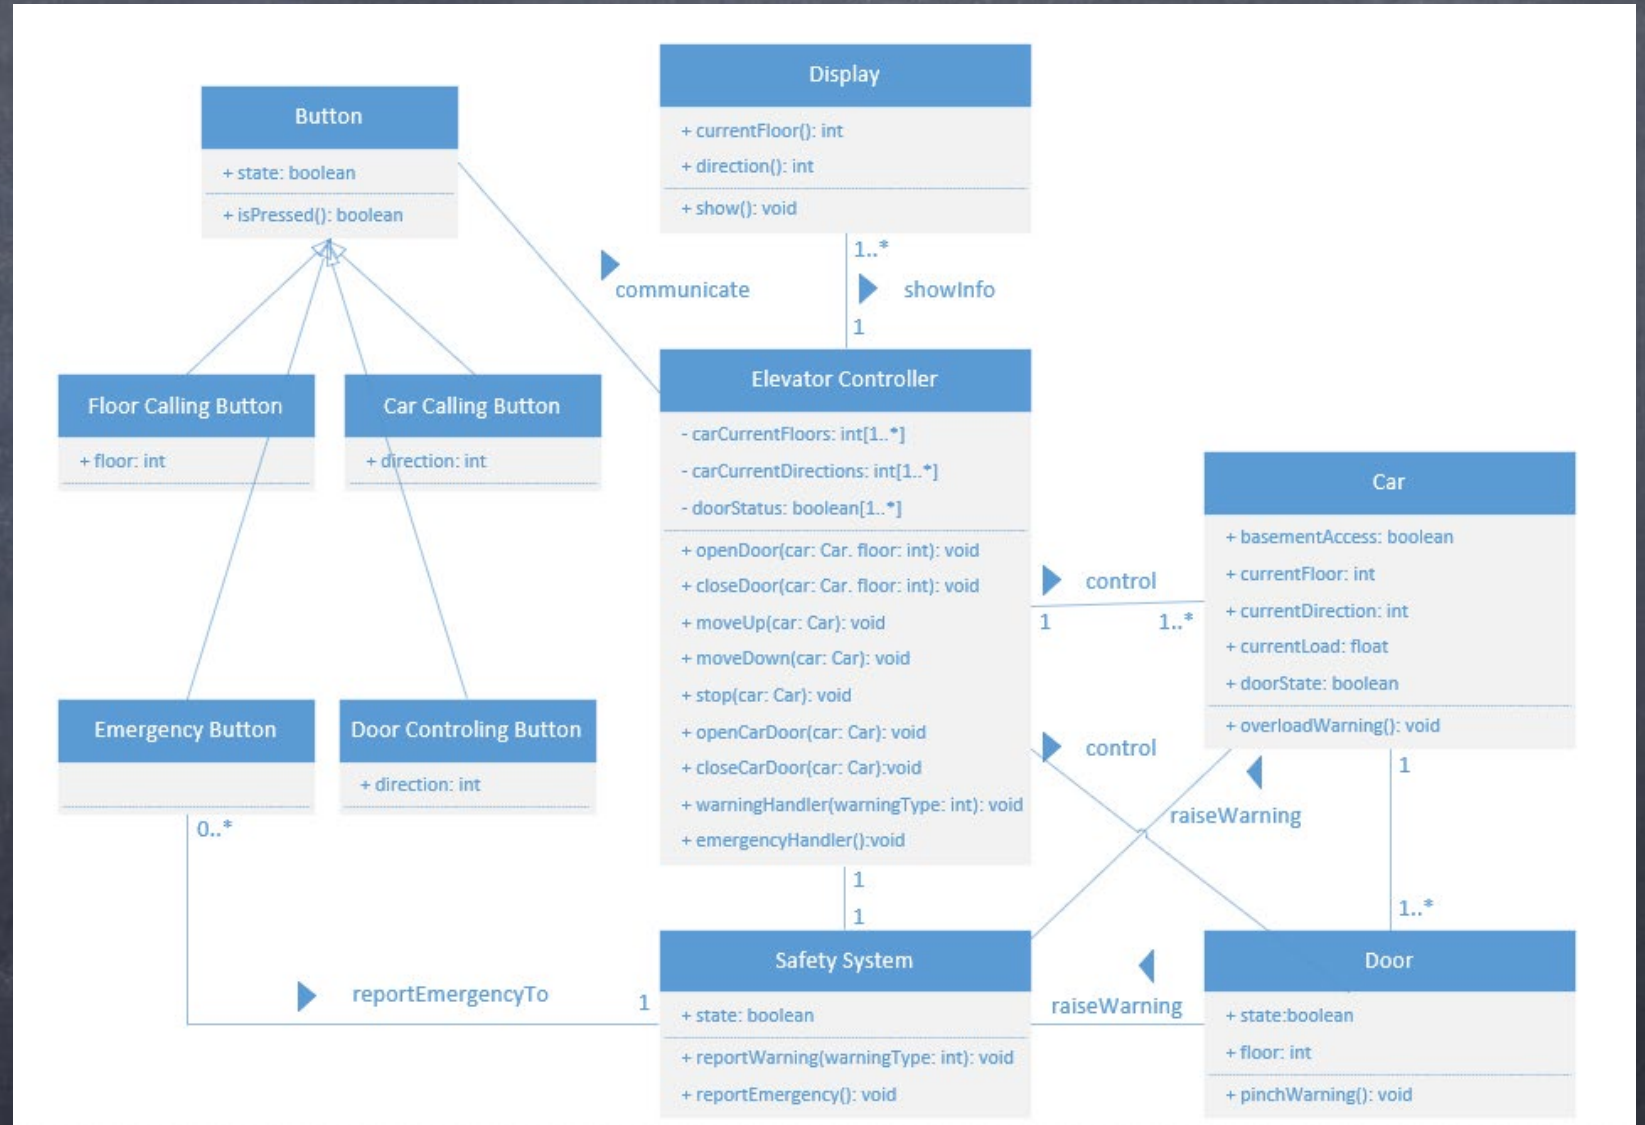 Display
+ currentFloor(): int
+ direction(): int
+ show(): void
Button
+ state: boolean
+ isPressed(): boolean
1..*
communicate
showInfo
1
Floor Calling Button
+ floor: int
Car Calling Button
+ direction: int
Elevator Controller
- carCurrentFloors: int[1..*]
- carCurrentDirections: int[1..*]
- doorStatus: boolean[1..*]
+ openDoor(car: Car. floor: int): void
+ closeDoor(car: Car. floor: int): void
+ moveUp(car: Car): void
+ moveDown(car: Car): void
+ stop(car: Car): void
+ openCarDoor(car: Car): void
+ closeCarDoor(car: Car):void
+ warningHandler(warningType: int): void
+ emergencyHandler():void
control
1
1..*
Car
+ basementAccess: boolean
+ currentFloor: int
+ currentDirection: int
+ currentLoad: float
+ doorState: boolean
+ overloadWarning(): void
control
Emergency Button
Door Controling Button
+ direction: int
0..*
1
raiseWarning
1
1
1..*
reportEmergencyTo
1
Safety System
+ state: boolean
+ reportWarning(warningType: int): void
+ reportEmergency(): void
raiseWarning
Door
+ state:boolean
+ floor: int
+ pinchWarning(): void